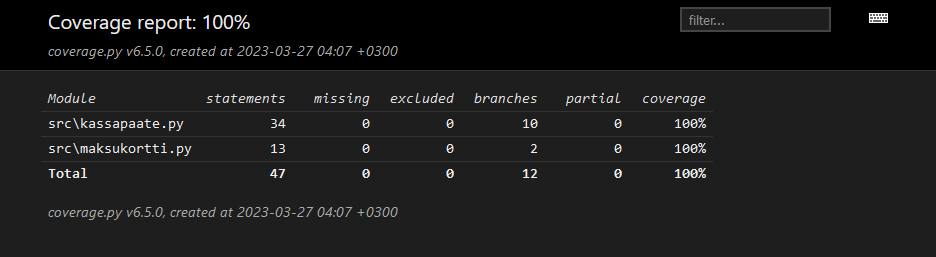 Coverage report: 100%
filter...
coverage.py v6.5.0, created at 2023-03-27 04:07 +0300
Module statements missing excluded branches partial coverage
src\kassapaate.py 34 0 0 10 0 100%
src\maksukortti.py 13 0 0 2 0 100%
Total 47 0 0 12 0 100%
coverage.py v6.5.0, created at 2023-03-27 04:07 +0300